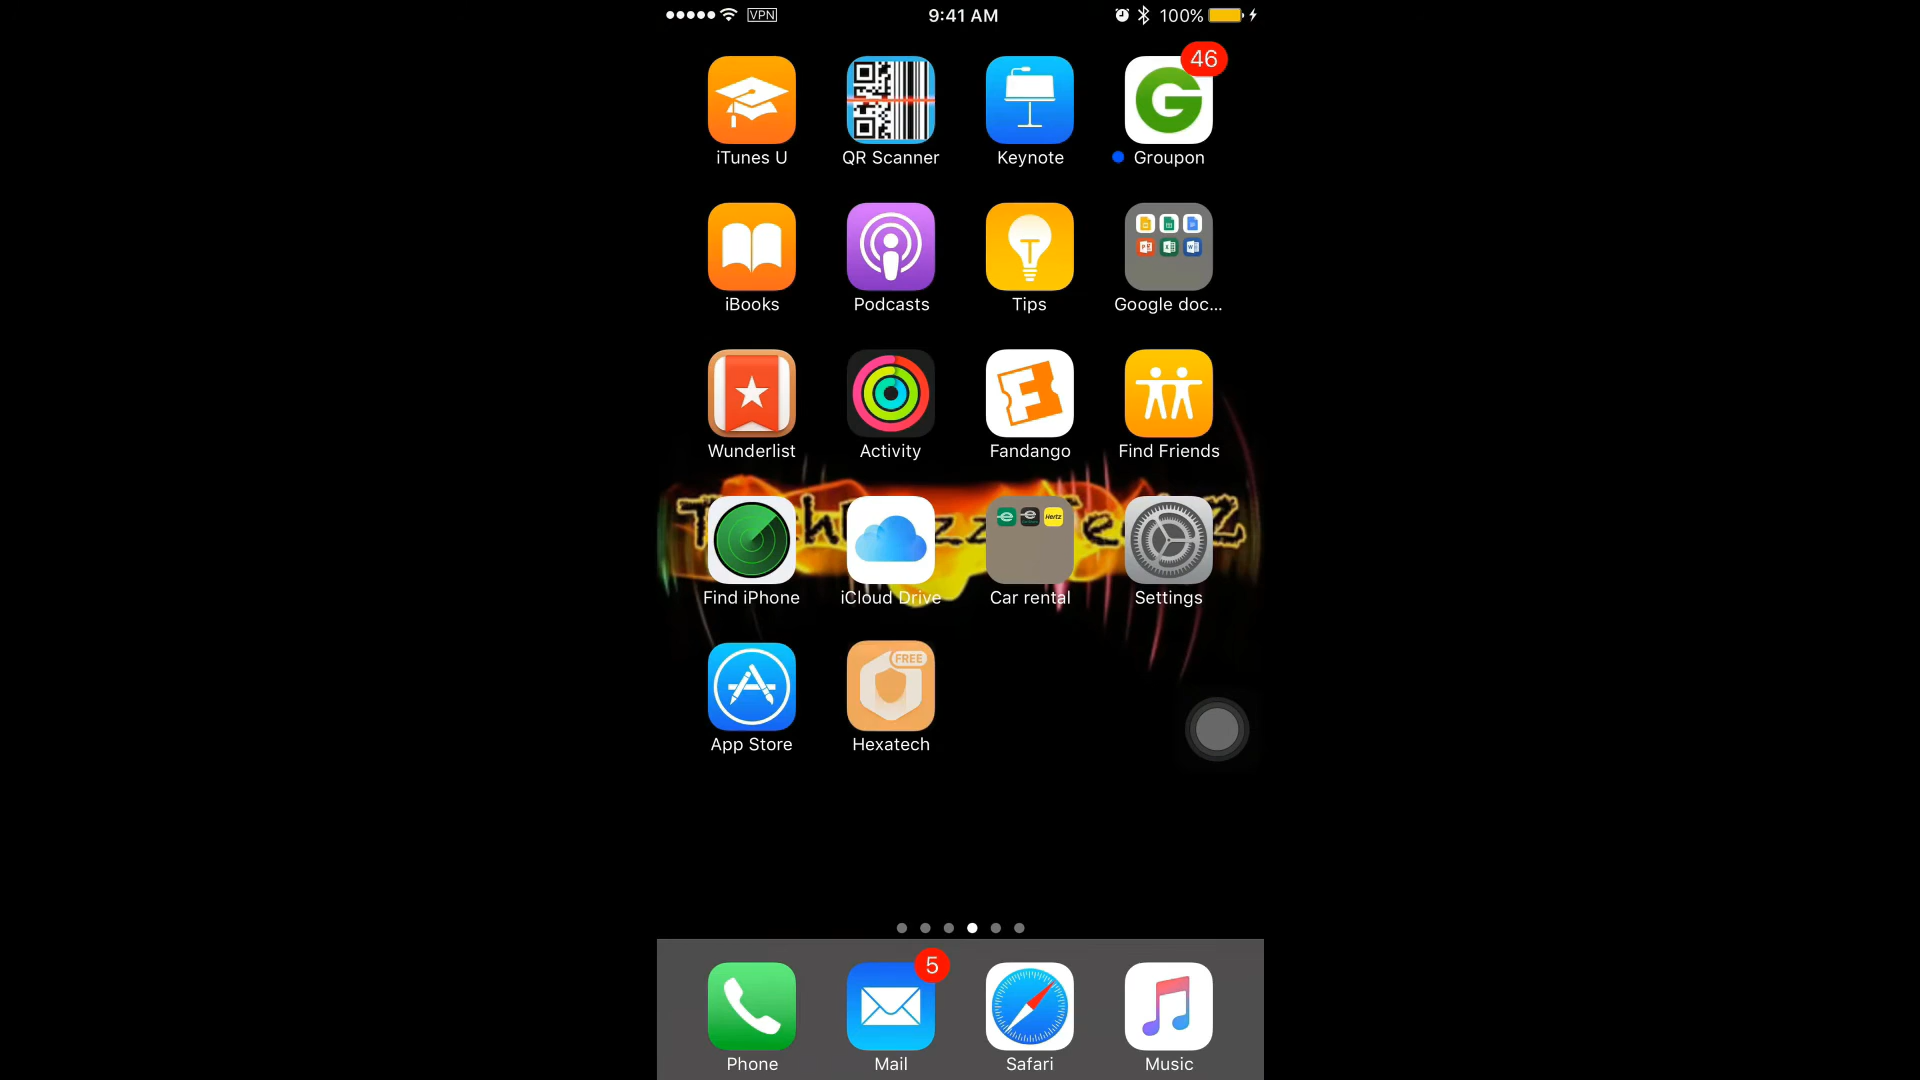 VPN 9:41 AM 100%
46
iTunes U QR Scanner Keynote Groupon
iBooks Podcasts Tips Google doc...
Wunderlist Activity Fandango Find Friends
Hertz
Find iPhone iCloud Drive Car rental Settings
FREE
App Store Hexatech
5
Phone Mail Safari Music